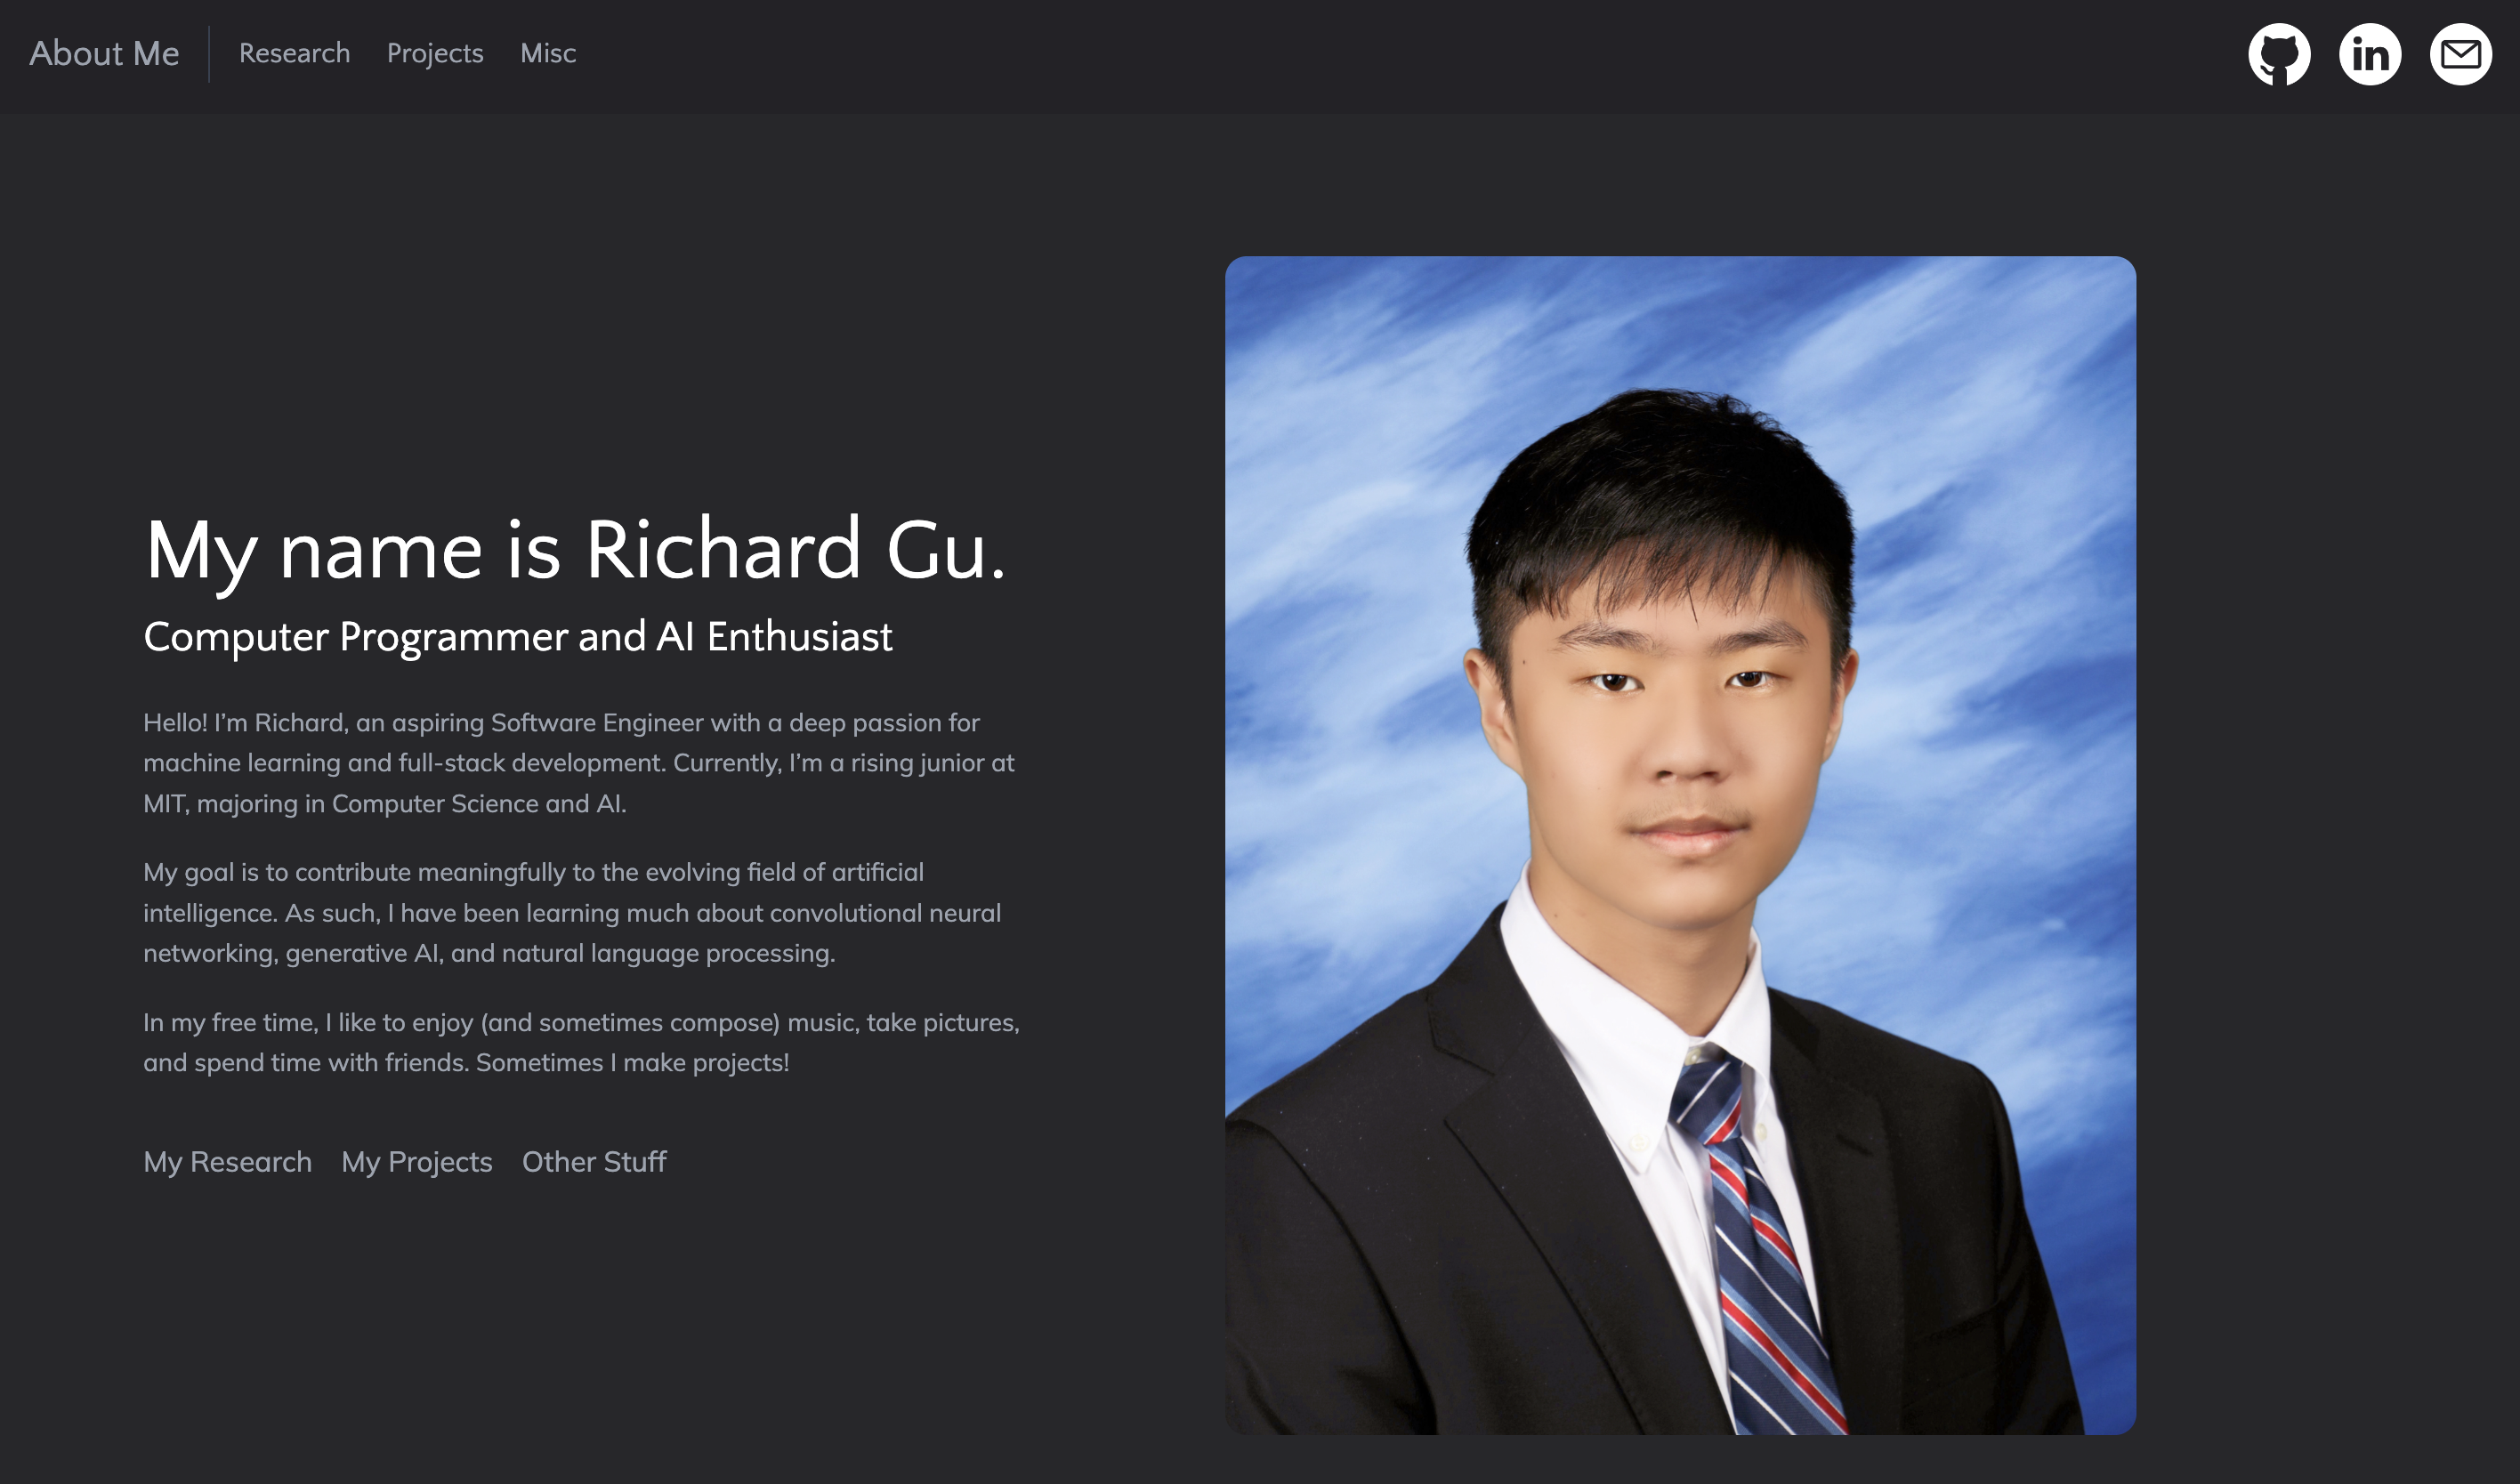 About Me
Research
Projects
Misc
in
My name is Richard Gu.
Computer Programmer and AI Enthusiast
Hello! I’m Richard, an aspiring Software Engineer with a deep passion for
machine learning and full-stack development. Currently, I’m a rising junior at
MIT, majoring in Computer Science and AI.
My goal is to contribute meaningfully to the evolving field of artificial
intelligence. As such, I have been learning much about convolutional neural
networking, generative AI, and natural language processing.
In my free time, I like to enjoy (and sometimes compose) music, take pictures,
and spend time with friends. Sometimes I make projects!
My Research
My Projects
Other Stuff